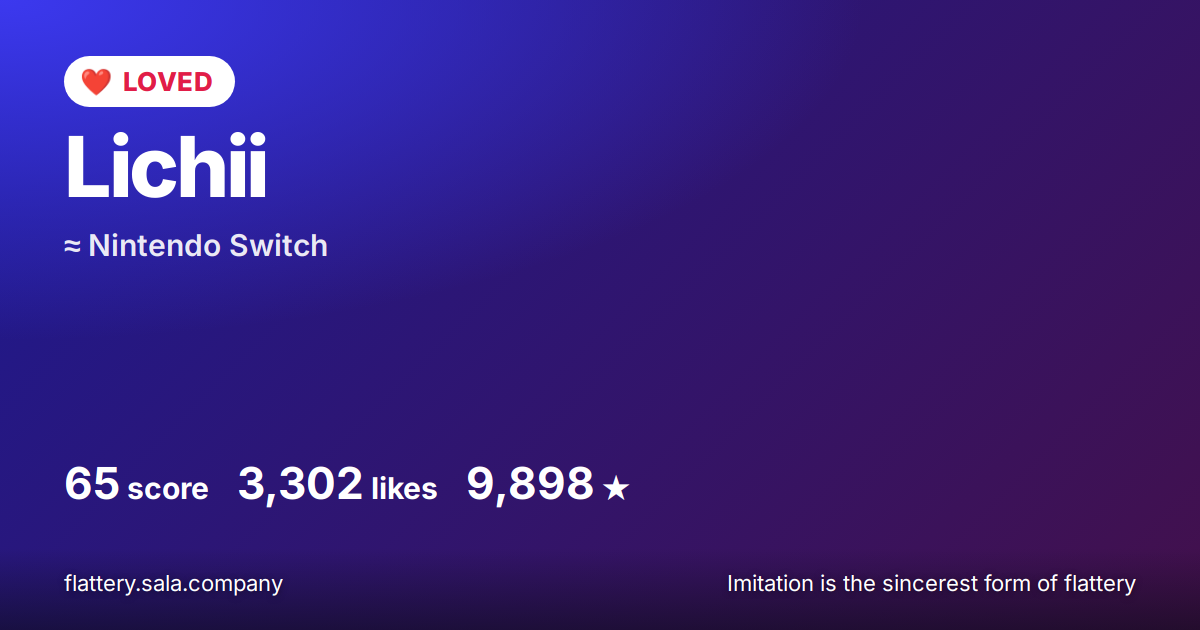 ❤️ LOVED
Lichii
≈ Nintendo Switch
65 score 3,302 likes 9,898 ★
flattery.sala.company
Imitation is the sincerest form of flattery